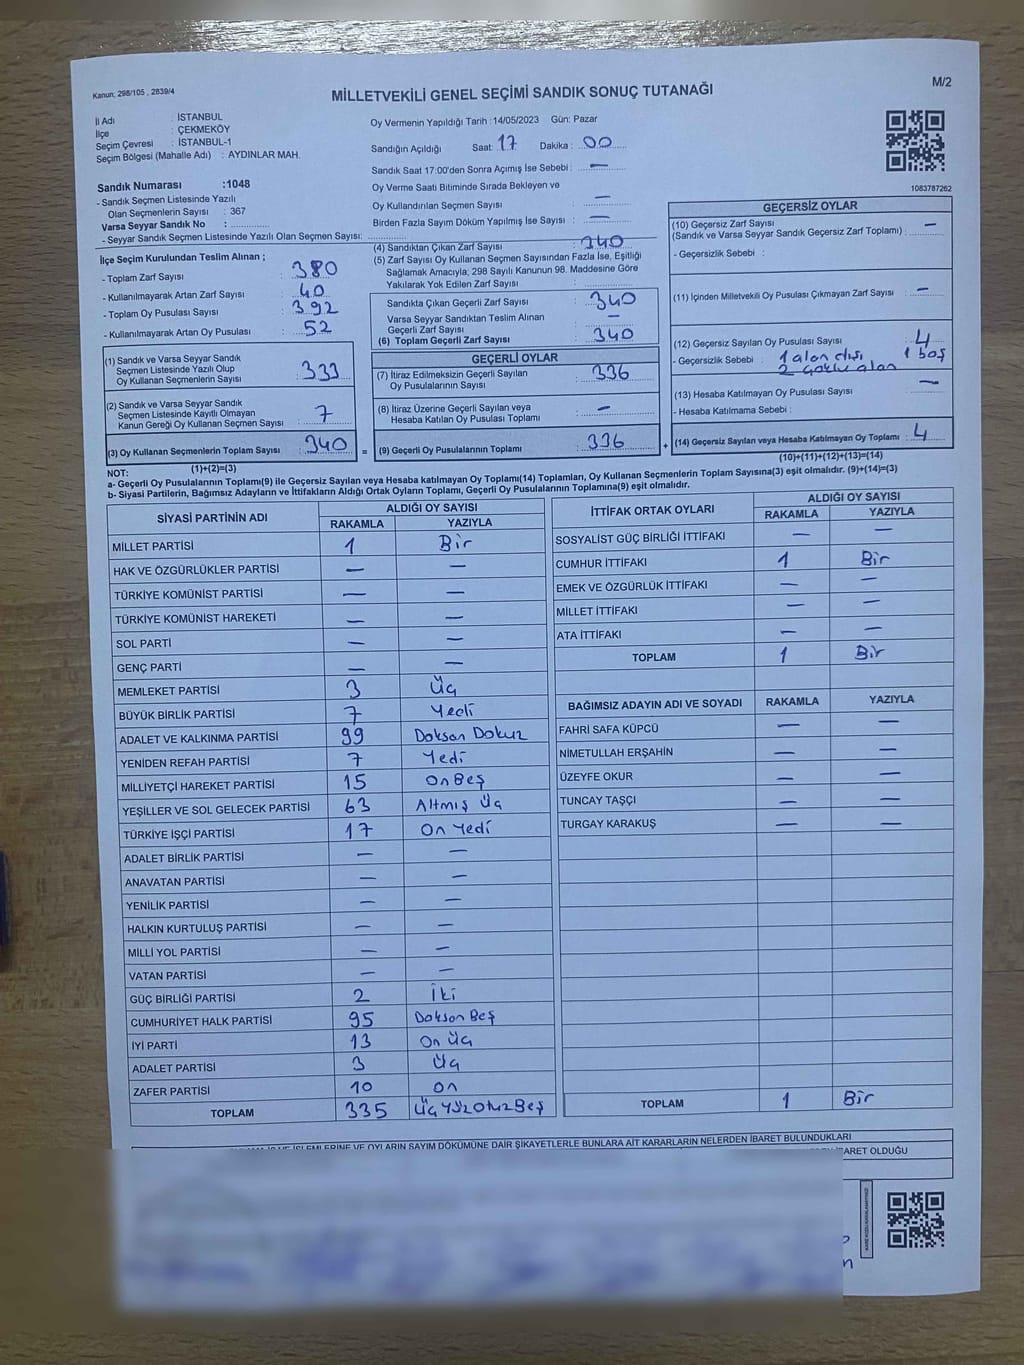 Kanun: 298/105 , 2839/4
M/2
MİLLETVEKİLİ GENEL SEÇİMİ SANDIK SONUÇ TUTANAĞI
İl Adı : İSTANBUL
İlçe : ÇEKMEKÖY
Seçim Çevresi : İSTANBUL-1
Seçim Bölgesi (Mahalle Adı) : AYDINLAR MAH.
Sandık Numarası :1048
- Sandık Seçmen Listesinde Yazılı
Olan Seçmenlerin Sayısı : 367
Varsa Seyyar Sandık No :
- Seyyar Sandık Seçmen Listesinde Yazılı Olan Seçmen Sayısı:
Oy Vermenin Yapıldığı Tarih :14/05/2023 Gün: Pazar
Sandığın Açıldığı Saat: 17 Dakika : 00
Sandık Saat 17:00'den Sonra Açımış İse Sebebi : —
Oy Verme Saati Bitiminde Sırada Bekleyen ve
Oy Kullandırılan Seçmen Sayısı —
Birden Fazla Sayım Döküm Yapılmış İse Sayısı : —
1083787262
İlçe Seçim Kurulundan Teslim Alınan ;
- Toplam Zarf Sayısı : 380
- Kullanılmayarak Artan Zarf Sayısı : 40
- Toplam Oy Pusulası Sayısı : 392
- Kullanılmayarak Artan Oy Pusulası : 52
(4) Sandıktan Çıkan Zarf Sayısı : 340
(5) Zarf Sayısı Oy Kullanan Seçmen Sayısından Fazla İse, Eşitliği
Sağlamak Amacıyla; 298 Sayılı Kanunun 98. Maddesine Göre
Yakılarak Yok Edilen Zarf Sayısı :
Sandıkta Çıkan Geçerli Zarf Sayısı : 340
Varsa Seyyar Sandıktan Teslim Alınan
Geçerli Zarf Sayısı : —
(6) Toplam Geçerli Zarf Sayısı : 340
GEÇERSİZ OYLAR
(10) Geçersiz Zarf Sayısı
(Sandık ve Varsa Seyyar Sandık Geçersiz Zarf Toplamı) : —
- Geçersizlik Sebebi :
(11) İçinden Milletvekili Oy Pusulası Çıkmayan Zarf Sayısı : —
(12) Geçersiz Sayılan Oy Pusulası Sayısı : 4
- Geçersizlik Sebebi : 1 alan dışı 1 boş
2 çoklu alan
(13) Hesaba Katılmayan Oy Pusulası Sayısı : —
- Hesaba Katılmama Sebebi :
(14) Geçersiz Sayılan veya Hesaba Katılmayan Oy Toplamı : 4
(10)+(11)+(12)+(13)=(14)
(1) Sandık ve Varsa Seyyar Sandık
Seçmen Listesinde Yazılı Olup
Oy Kullanan Seçmenlerin Sayısı : 333
(2) Sandık ve Varsa Seyyar Sandık
Seçmen Listesinde Kayıtlı Olmayan
Kanun Gereği Oy Kullanan Seçmen Sayısı : 7
(3) Oy Kullanan Seçmenlerin Toplam Sayısı : 340
(1)+(2)=(3)
GEÇERLİ OYLAR
(7) İtiraz Edilmeksizin Geçerli Sayılan
Oy Pusulalarının Sayısı : 336
(8) İtiraz Üzerine Geçerli Sayılan veya
Hesaba Katılan Oy Pusulası Toplamı : —
= (9) Geçerli Oy Pusulalarının Toplamı : 336 +
NOT:
a- Geçerli Oy Pusulalarının Toplamı(9) ile Geçersiz Sayılan veya Hesaba katılmayan Oy Toplamı(14) Toplamları, Oy Kullanan Seçmenlerin Toplam Sayısına(3) eşit olmalıdır. (9)+(14)=(3)
b- Siyasi Partilerin, Bağımsız Adayların ve İttifakların Aldığı Ortak Oyların Toplamı, Geçerli Oy Pusulalarının Toplamına(9) eşit olmalıdır.
SİYASİ PARTİNİN ADI ALDIĞI OY SAYISI
RAKAMLA YAZIYLA
MİLLET PARTİSİ 1 Bir
HAK VE ÖZGÜRLÜKLER PARTİSİ — —
TÜRKİYE KOMÜNİST PARTİSİ — —
TÜRKİYE KOMÜNİST HAREKETİ — —
SOL PARTİ — —
GENÇ PARTİ — —
MEMLEKET PARTİSİ 3 Üç
BÜYÜK BİRLİK PARTİSİ 7 Yedi
ADALET VE KALKINMA PARTİSİ 99 Doksan Dokuz
YENİDEN REFAH PARTİSİ 7 Yedi
MİLLİYETÇİ HAREKET PARTİSİ 15 On Beş
YEŞİLLER VE SOL GELECEK PARTİSİ 63 Altmış Üç
TÜRKİYE İŞÇİ PARTİSİ 17 On Yedi
ADALET BİRLİK PARTİSİ — —
ANAVATAN PARTİSİ — —
YENİLİK PARTİSİ — —
HALKIN KURTULUŞ PARTİSİ — —
MİLLİ YOL PARTİSİ — —
VATAN PARTİSİ — —
GÜÇ BİRLİĞİ PARTİSİ 2 İki
CUMHURİYET HALK PARTİSİ 95 Doksan Beş
İYİ PARTİ 13 On Üç
ADALET PARTİSİ 3 Üç
ZAFER PARTİSİ 10 On
TOPLAM 335 Üç Yüz Otuz Beş
İTTİFAK ORTAK OYLARI ALDIĞI OY SAYISI
RAKAMLA YAZIYLA
SOSYALİST GÜÇ BİRLİĞİ İTTİFAKI — —
CUMHUR İTTİFAKI 1 Bir
EMEK VE ÖZGÜRLÜK İTTİFAKI — —
MİLLET İTTİFAKI — —
ATA İTTİFAKI — —
TOPLAM 1 Bir
BAĞIMSIZ ADAYIN ADI VE SOYADI RAKAMLA YAZIYLA
FAHRİ SAFA KÜPCÜ — —
NİMETULLAH ERŞAHİN — —
ÜZEYFE OKUR — —
TUNCAY TAŞÇI — —
TURGAY KARAKUŞ — —
TOPLAM 1 Bir
İŞLEMLERİNE VE OYLARIN SAYIM DÖKÜMÜNE DAİR ŞİKAYETLERLE BUNLARA AİT KARARLARIN NELERDEN İBARET BULUNDUKLARI
OLDUĞU